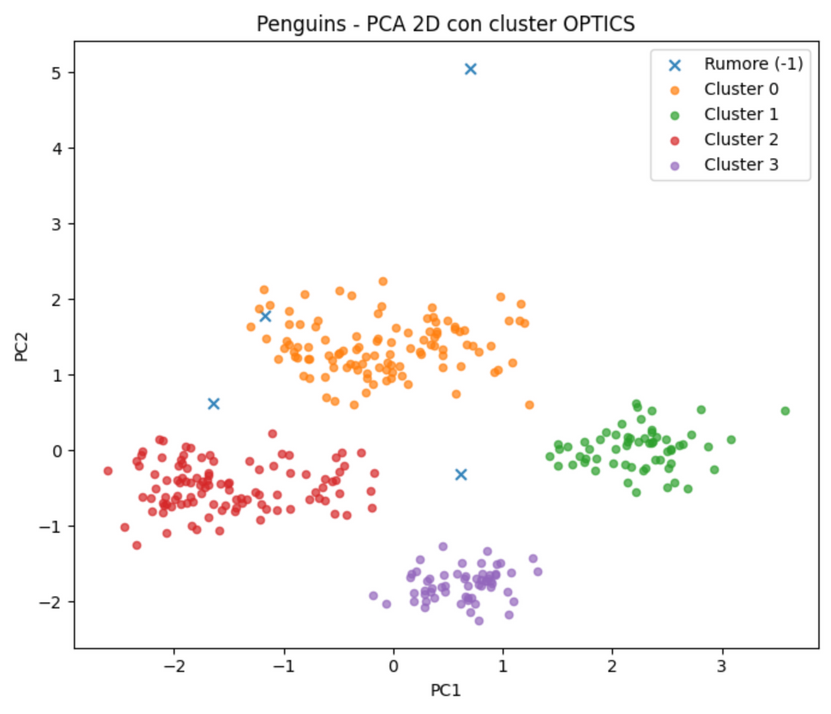 Penguins - PCA 2D con cluster OPTICS
Rumore (-1)
Cluster 0
Cluster 1
Cluster 2
Cluster 3
5
4
3
2
1
0
−1
−2
PC2
−2 −1 0 1 2 3
PC1